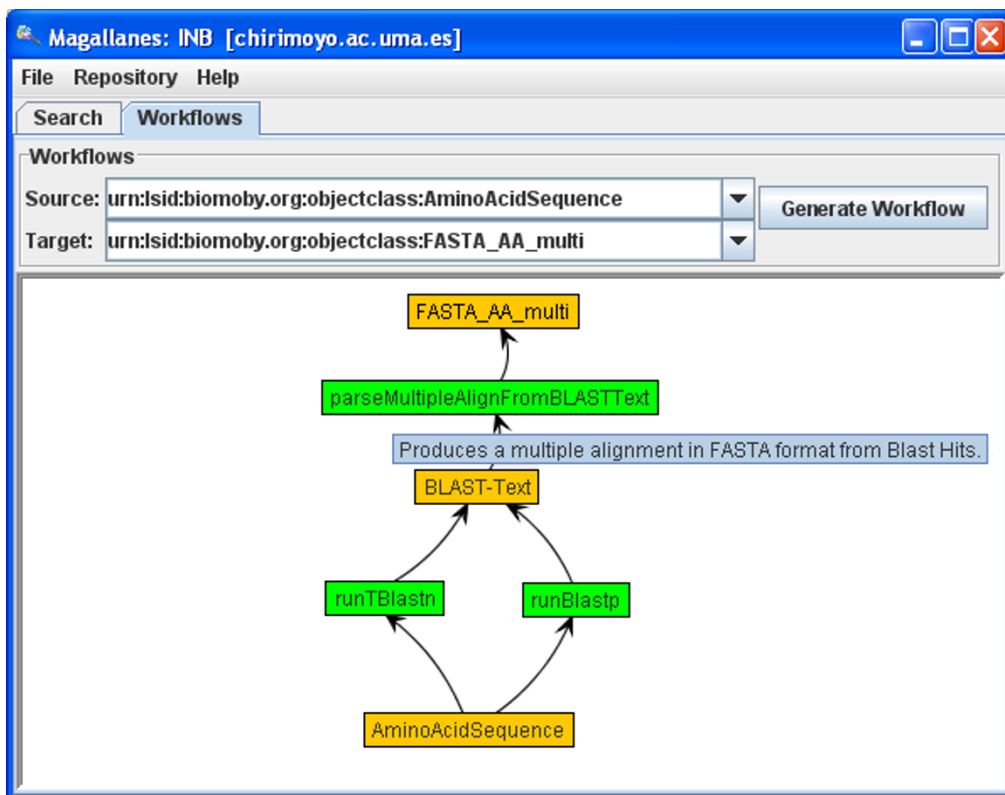 Magallanes: INB [chirimoyo.ac.uma.es]
File Repository Help
Search Workflows
Workflows
Source: urn:lsid:biomoby.org:objectclass:AminoAcidSequence
Generate Workflow
Target: urn:lsid:biomoby.org:objectclass:FASTA_AA_multi
FASTA_AA_multi
parseMultipleAlignFromBLASTText
Produces a multiple alignment in FASTA format from Blast Hits.
BLAST-Text
runTBlastn runBlastp
AminoAcidSequence